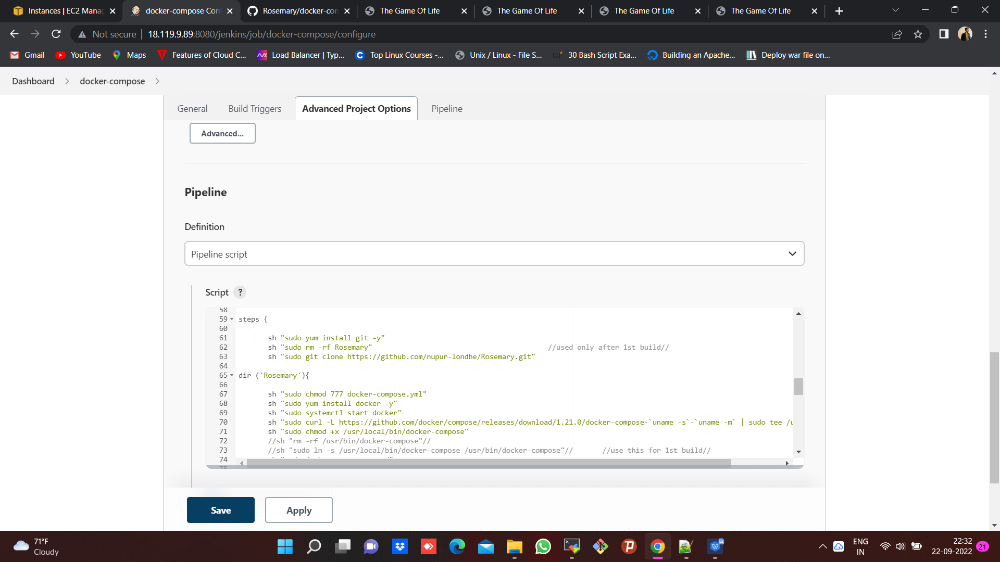 Instances | EC2 Manag
docker-compose Con
Rosemary/docker-com
The Game Of Life
The Game Of Life
The Game Of Life
The Game Of Life
Not secure
18.119.9.89:8080/jenkins/job/docker-compose/configure
Gmail
YouTube
Maps
Features of Cloud C...
Load Balancer | Typ...
Top Linux Courses -...
Unix / Linux - File S...
30 Bash Script Exa...
Building an Apache...
Deploy war file on...
Dashboard
docker-compose
General
Build Triggers
Advanced Project Options
Pipeline
Advanced...
Pipeline
Definition
Pipeline script
Script ?
58
59 steps {
60
61 sh "sudo yum install git -y"
62 sh "sudo rm -rf Rosemary" //used only after 1st build//
63 sh "sudo git clone https://github.com/nupur-londhe/Rosemary.git"
64
65 dir ('Rosemary'){
66
67 sh "sudo chmod 777 docker-compose.yml"
68 sh "sudo yum install docker -y"
69 sh "sudo systemctl start docker"
70 sh "sudo curl -L https://github.com/docker/compose/releases/download/1.21.0/docker-compose-`uname -s`-`uname -m` | sudo tee /u
71 sh "sudo chmod +x /usr/local/bin/docker-compose"
72 //sh "rm -rf /usr/bin/docker-compose"//
73 //sh "sudo ln -s /usr/local/bin/docker-compose /usr/bin/docker-compose"// //use this for 1st build//
74
Save
Apply
71°F
Cloudy
ENG
IN
22:32
22-09-2022
21